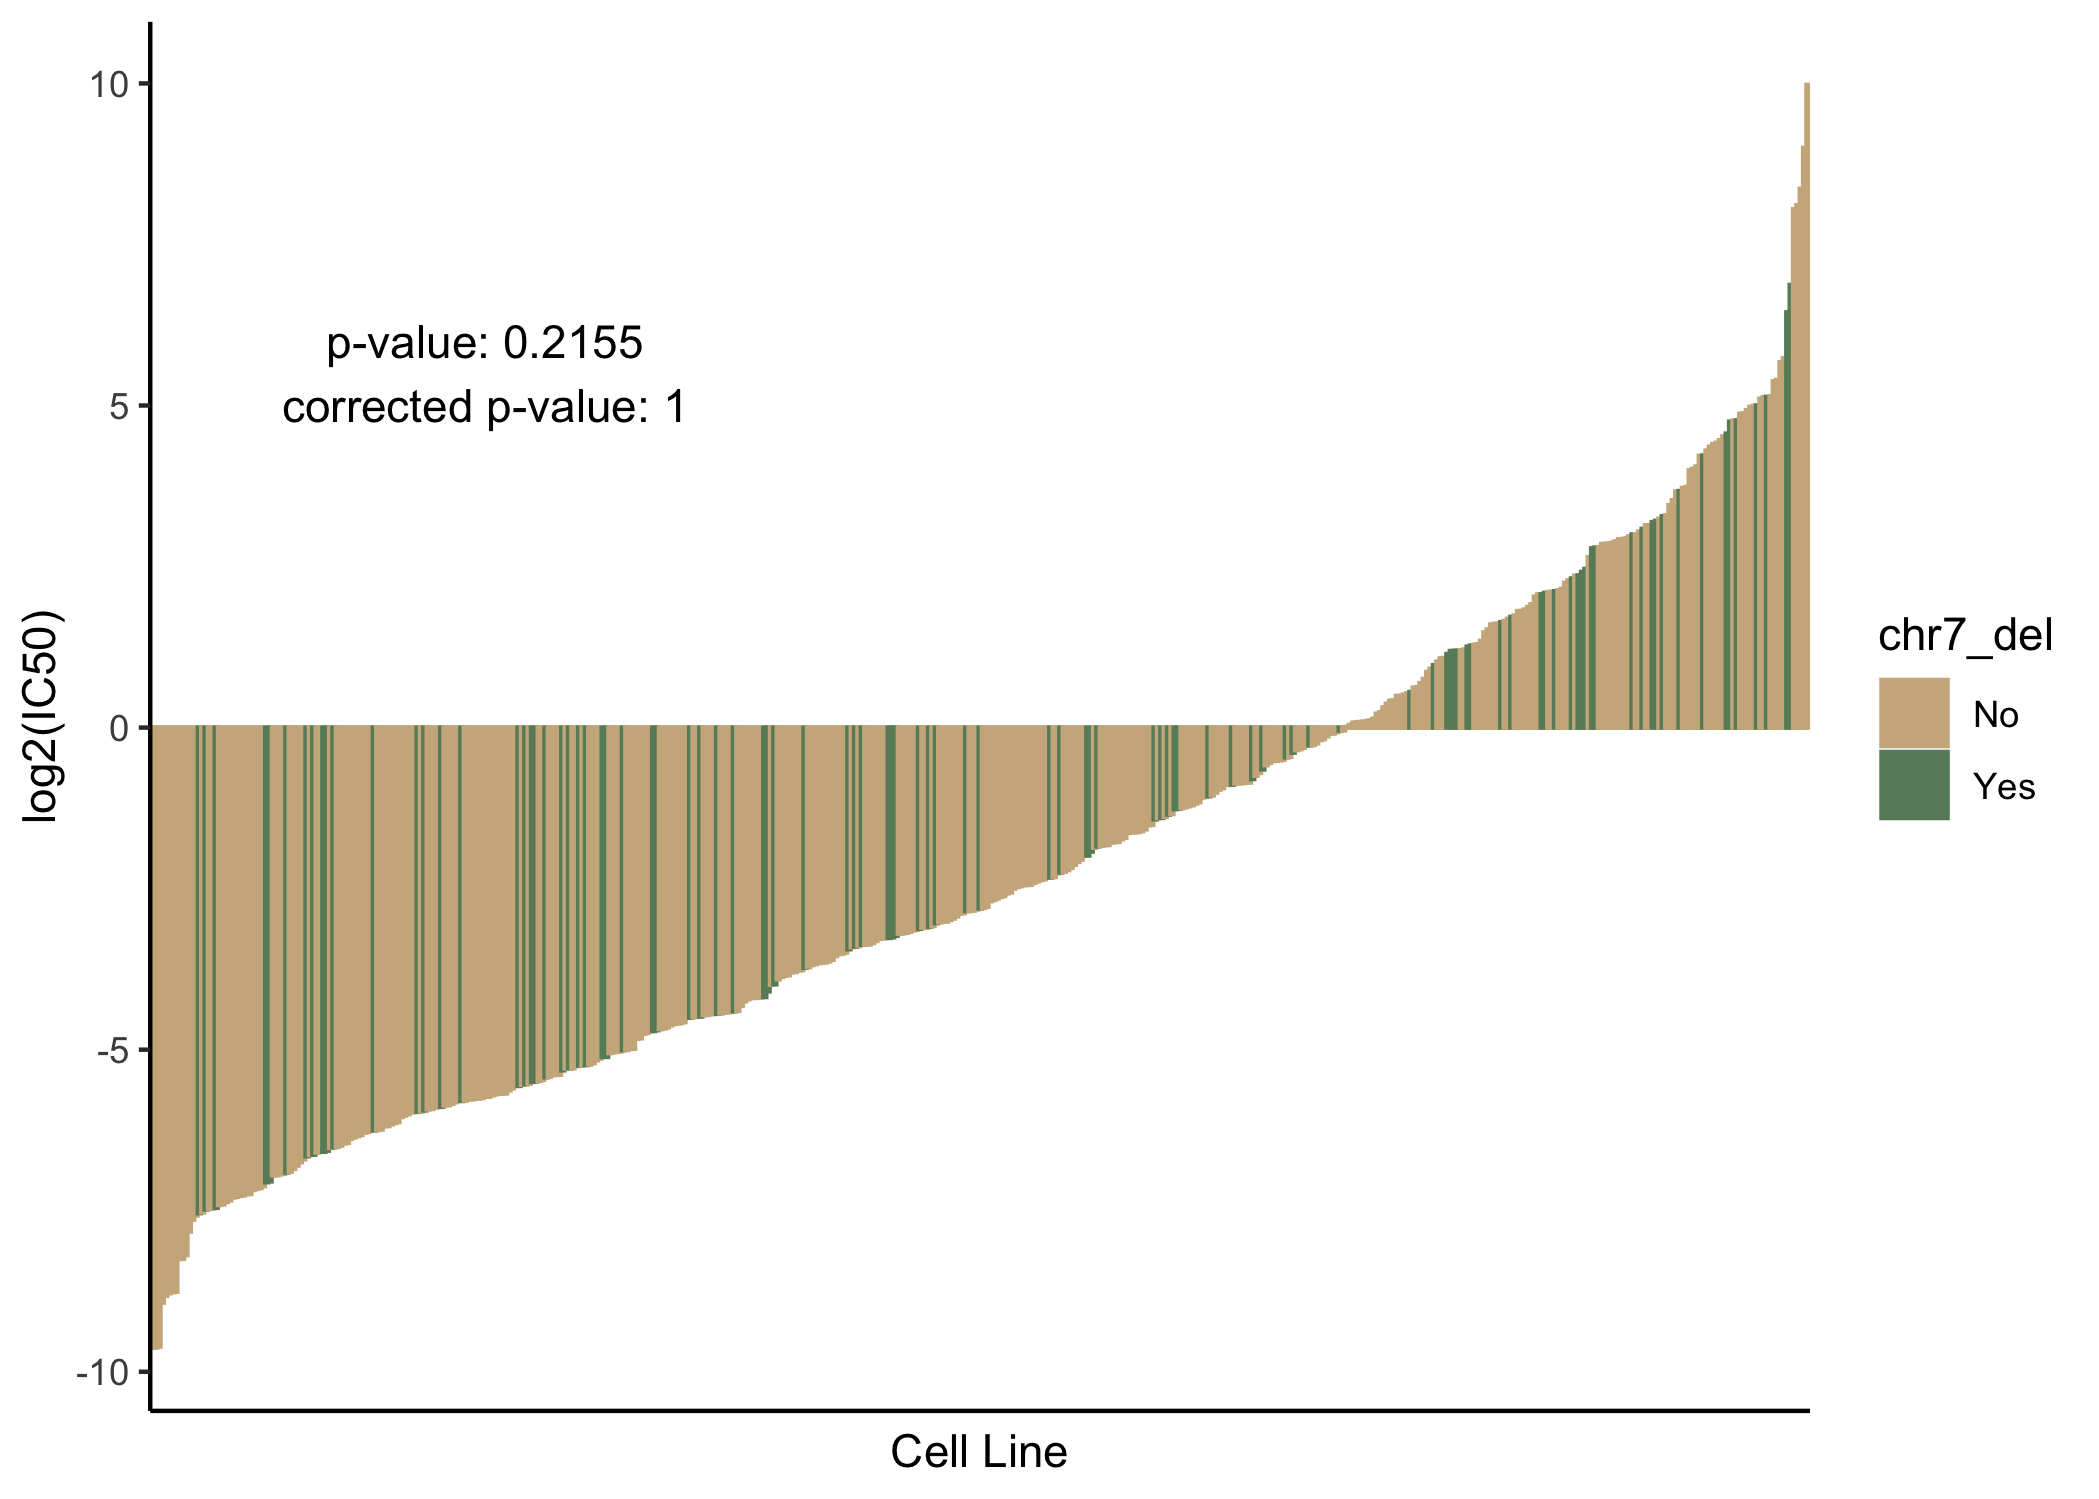 10
5
0
-5
-10
log2(IC50)
p-value: 0.2155
corrected p-value: 1
Cell Line
chr7_del
No
Yes